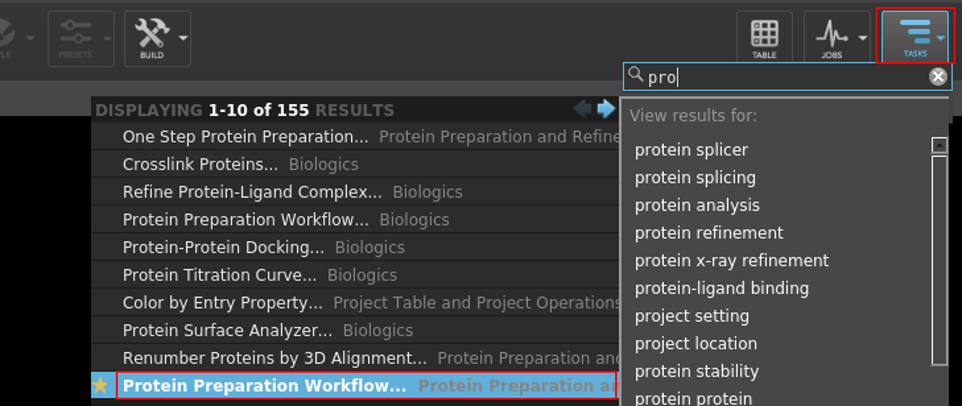 PRESETS
BUILD
TABLE
JOBS
TASKS
pro
DISPLAYING 1-10 of 155 RESULTS
One Step Protein Preparation... Protein Preparation and Refine
Crosslink Proteins... Biologics
Refine Protein-Ligand Complex... Biologics
Protein Preparation Workflow... Biologics
Protein-Protein Docking... Biologics
Protein Titration Curve... Biologics
Color by Entry Property... Project Table and Project Operations
Protein Surface Analyzer... Biologics
Renumber Proteins by 3D Alignment... Protein Preparation and
Protein Preparation Workflow... Protein Preparation a
View results for:
protein splicer
protein splicing
protein analysis
protein refinement
protein x-ray refinement
protein-ligand binding
project setting
project location
protein stability
protein protein